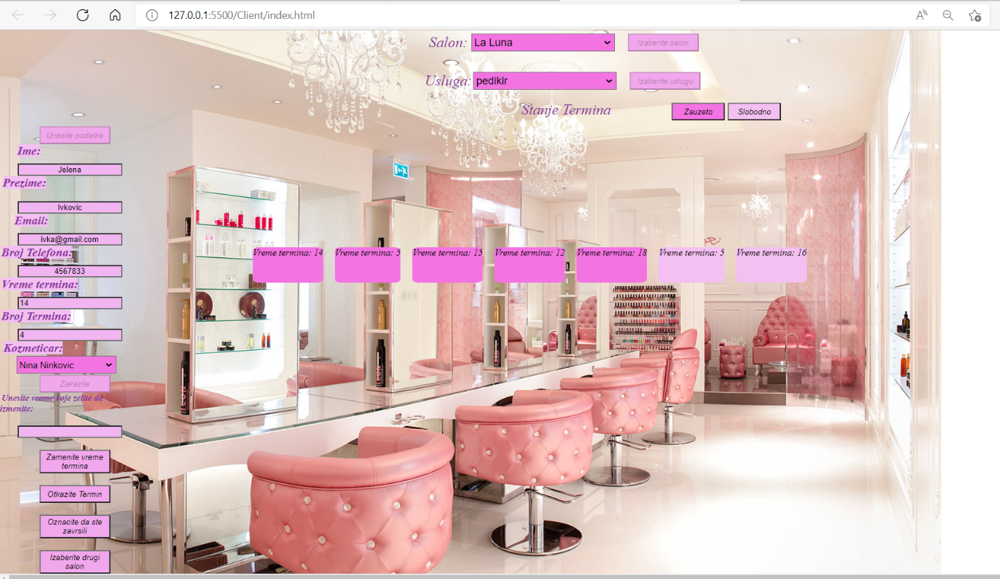 127.0.0.1:5500/Client/index.html
Salon: La Luna Izaberite salon
Usluga: pedikir Izaberite uslugu
Stanje Termina Zauzeto Slobodno
Unesite podatke
Ime:
Jelena
Prezime:
Ivkovic
Email:
ivka@gmail.com
Broj Telefona:
4567833
Vreme termina:
14
Broj Termina:
4
Kozmeticar:
Nina Ninkovic
Zakazite
Unesite vreme koje zelite da
izmenite:
Zamenite vreme
termina
Otkazite Termin
Oznacite da ste
zavrsili
Izaberite drugi
salon
Vreme termina: 14 Vreme termina: 5 Vreme termina: 15 Vreme termina: 12 Vreme termina: 18 Vreme termina: 5 Vreme termina: 16
ICON
ICON